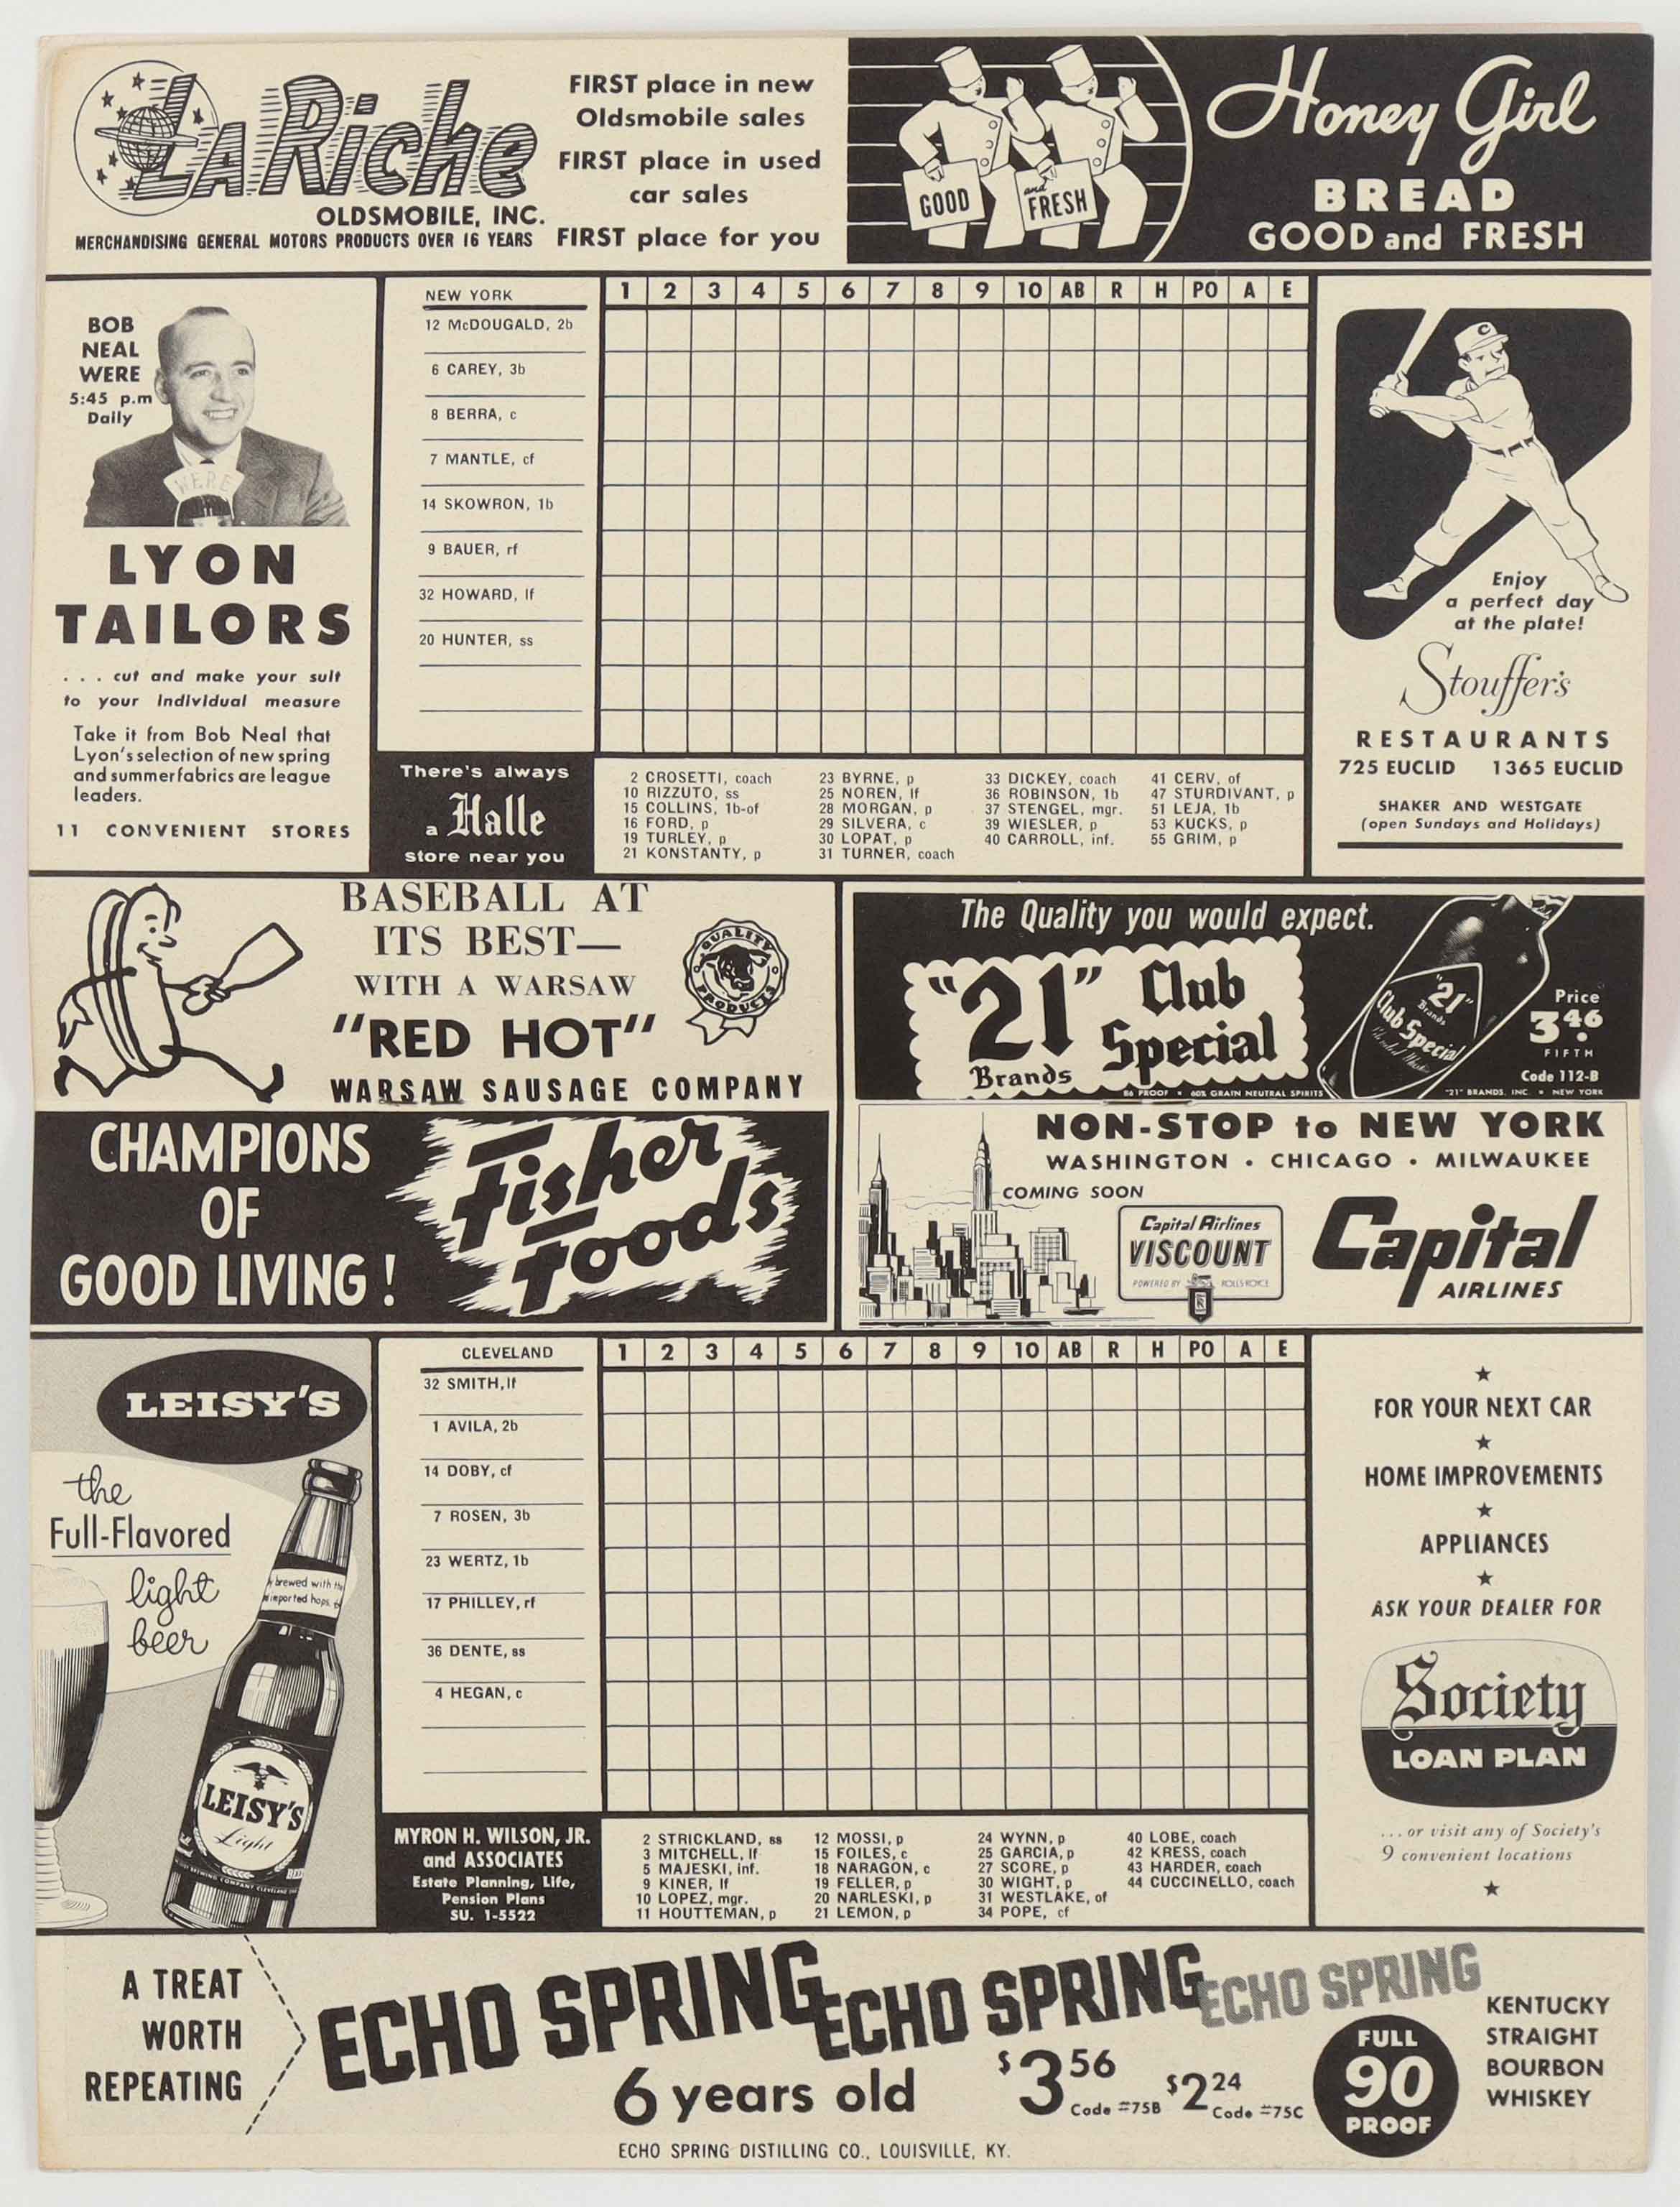 LaRiche
OLDSMOBILE, INC.
MERCHANDISING GENERAL MOTORS PRODUCTS OVER 16 YEARS
FIRST place in new
Oldsmobile sales
FIRST place in used
car sales
FIRST place for you
GOOD
and
FRESH
Honey Girl
BREAD
GOOD and FRESH
BOB
NEAL
WERE
5:45 p.m
Daily
WERE
LYON
TAILORS
. . . cut and make your suit
to your individual measure
Take it from Bob Neal that
Lyon's selection of new spring
and summer fabrics are league
leaders.
11 CONVENIENT STORES
NEW YORK 1 2 3 4 5 6 7 8 9 10 AB R H PO A E
12 McDOUGALD, 2b
6 CAREY, 3b
8 BERRA, c
7 MANTLE, cf
14 SKOWRON, 1b
9 BAUER, rf
32 HOWARD, lf
20 HUNTER, ss
There's always
a Halle
store near you
2 CROSETTI, coach
10 RIZZUTO, ss
15 COLLINS, 1b-of
16 FORD, p
19 TURLEY, p
21 KONSTANTY, p
23 BYRNE, p
25 NOREN, lf
28 MORGAN, p
29 SILVERA, c
30 LOPAT, p
31 TURNER, coach
33 DICKEY, coach
36 ROBINSON, 1b
37 STENGEL, mgr.
39 WIESLER, p
40 CARROLL, inf.
41 CERV, of
47 STURDIVANT, p
51 LEJA, 1b
53 KUCKS, p
55 GRIM, p
C
Enjoy
a perfect day
at the plate!
Stouffer's
RESTAURANTS
725 EUCLID 1365 EUCLID
SHAKER AND WESTGATE
(open Sundays and Holidays)
BASEBALL AT
ITS BEST—
WITH A WARSAW
"RED HOT"
WARSAW SAUSAGE COMPANY
QUALITY
PRODUCTS
The Quality you would expect.
"21" Club
Brands Special
86 PROOF • 60% GRAIN NEUTRAL SPIRITS
"21"
Brands
Club Special
Price
3.46
FIFTH
Code 112-B
"21" BRANDS. INC. • NEW YORK
CHAMPIONS
OF
GOOD LIVING!
Fisher
Foods
NON-STOP to NEW YORK
WASHINGTON • CHICAGO • MILWAUKEE
COMING SOON
Capital Airlines
VISCOUNT
POWERED BY ROLLS ROYCE
Capital
AIRLINES
LEISY'S
the
Full-Flavored
light
beer
brewed with the
imported hops.
LEISY'S
Light
CLEVELAND 1 2 3 4 5 6 7 8 9 10 AB R H PO A E
32 SMITH, lf
1 AVILA, 2b
14 DOBY, cf
7 ROSEN, 3b
23 WERTZ, 1b
17 PHILLEY, rf
36 DENTE, ss
4 HEGAN, c
MYRON H. WILSON, JR.
and ASSOCIATES
Estate Planning, Life,
Pension Plans
SU. 1-5522
2 STRICKLAND, ss
3 MITCHELL, lf
5 MAJESKI, inf.
9 KINER, lf
10 LOPEZ, mgr.
11 HOUTTEMAN, p
12 MOSSI, p
15 FOILES, c
18 NARAGON, c
19 FELLER, p
20 NARLESKI, p
21 LEMON, p
24 WYNN, p
25 GARCIA, p
27 SCORE, p
30 WIGHT, p
31 WESTLAKE, of
34 POPE, cf
40 LOBE, coach
42 KRESS, coach
43 HARDER, coach
44 CUCCINELLO, coach
FOR YOUR NEXT CAR
HOME IMPROVEMENTS
APPLIANCES
ASK YOUR DEALER FOR
Society
LOAN PLAN
... or visit any of Society's
9 convenient locations
A TREAT
WORTH
REPEATING
ECHO SPRING ECHO SPRING ECHO SPRING
6 years old
$3 56
Code #75B
$2 24
Code #75C
FULL
90
PROOF
KENTUCKY
STRAIGHT
BOURBON
WHISKEY
ECHO SPRING DISTILLING CO., LOUISVILLE, KY.